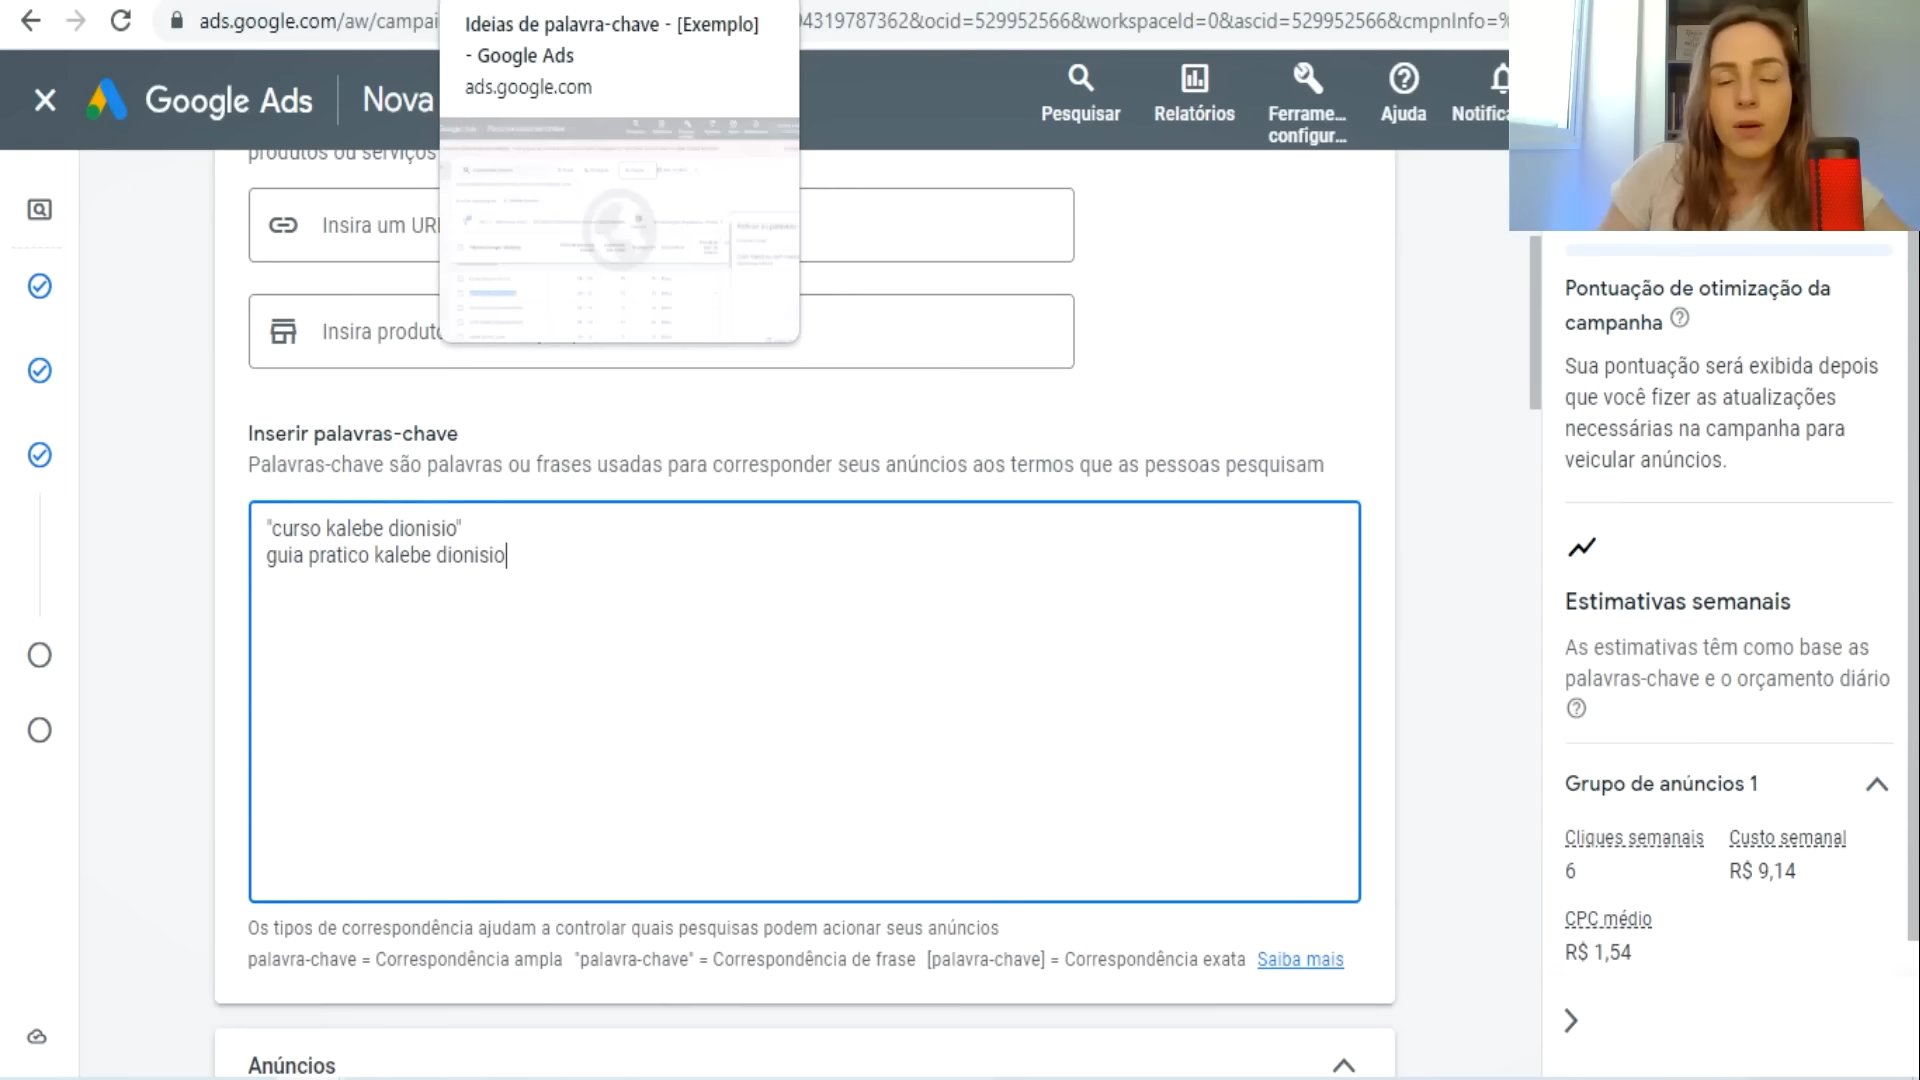 ads.google.com/aw/campai
Ideias de palavra-chave - [Exemplo]
- Google Ads
ads.google.com
4319787362&ocid=529952566&workspaceId=0&ascid=529952566&cmpnInfo=%
Google Ads
Nova
Pesquisar
Relatórios
Ferrame...
configur...
Ajuda
Notific
produtos ou serviços
Insira um URL
Insira produto
Inserir palavras-chave
Palavras-chave são palavras ou frases usadas para corresponder seus anúncios aos termos que as pessoas pesquisam
"curso kalebe dionisio"
guia pratico kalebe dionisio
Os tipos de correspondência ajudam a controlar quais pesquisas podem acionar seus anúncios
palavra-chave = Correspondência ampla "palavra-chave" = Correspondência de frase [palavra-chave] = Correspondência exata Saiba mais
Anúncios
Pontuação de otimização da
campanha
Sua pontuação será exibida depois
que você fizer as atualizações
necessárias na campanha para
veicular anúncios.
Estimativas semanais
As estimativas têm como base as
palavras-chave e o orçamento diário
Grupo de anúncios 1
Cliques semanais
6
Custo semanal
R$ 9,14
CPC médio
R$ 1,54